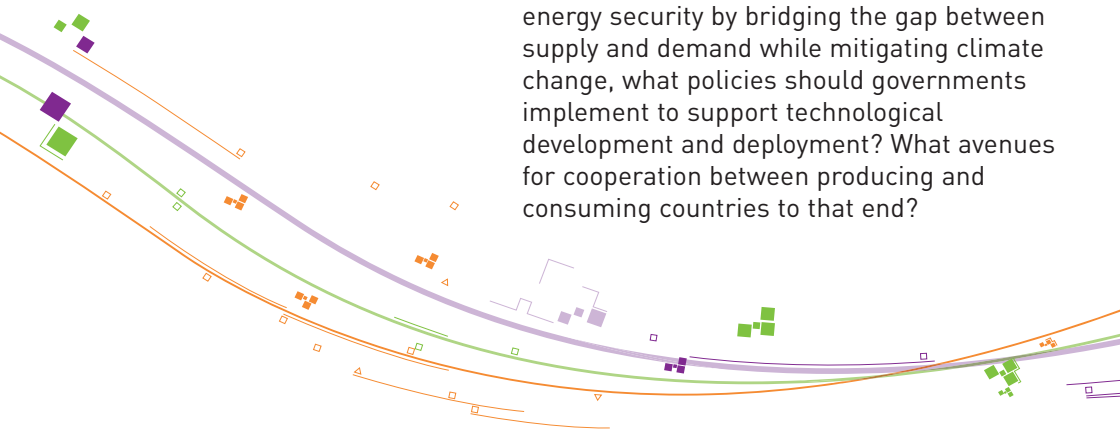 energy security by bridging the gap between
supply and demand while mitigating climate
change, what policies should governments
implement to support technological
development and deployment? What avenues
for cooperation between producing and
consuming countries to that end?